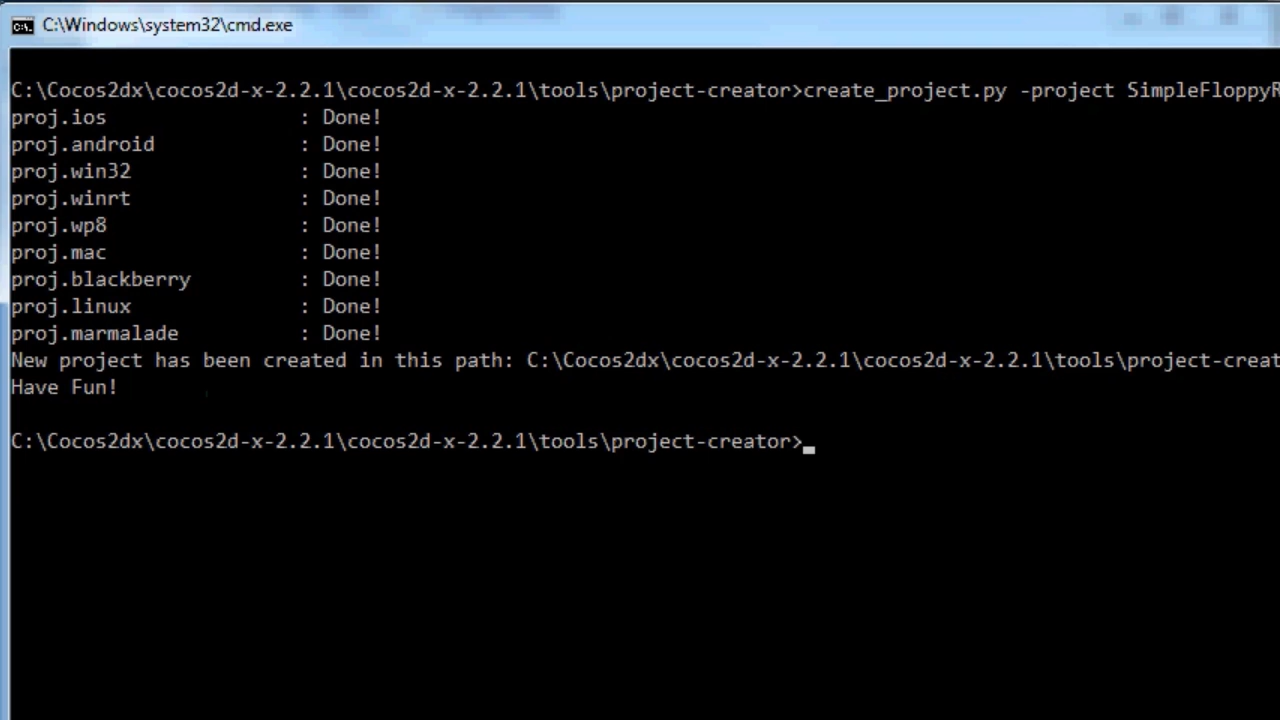 C:\Windows\system32\cmd.exe
C:\Cocos2dx\cocos2d-x-2.2.1\cocos2d-x-2.2.1\tools\project-creator>create_project.py -project SimpleFloppyR
proj.ios : Done!
proj.android : Done!
proj.win32 : Done!
proj.winrt : Done!
proj.wp8 : Done!
proj.mac : Done!
proj.blackberry : Done!
proj.linux : Done!
proj.marmalade : Done!
New project has been created in this path: C:\Cocos2dx\cocos2d-x-2.2.1\cocos2d-x-2.2.1\tools\project-creat
Have Fun!
C:\Cocos2dx\cocos2d-x-2.2.1\cocos2d-x-2.2.1\tools\project-creator>